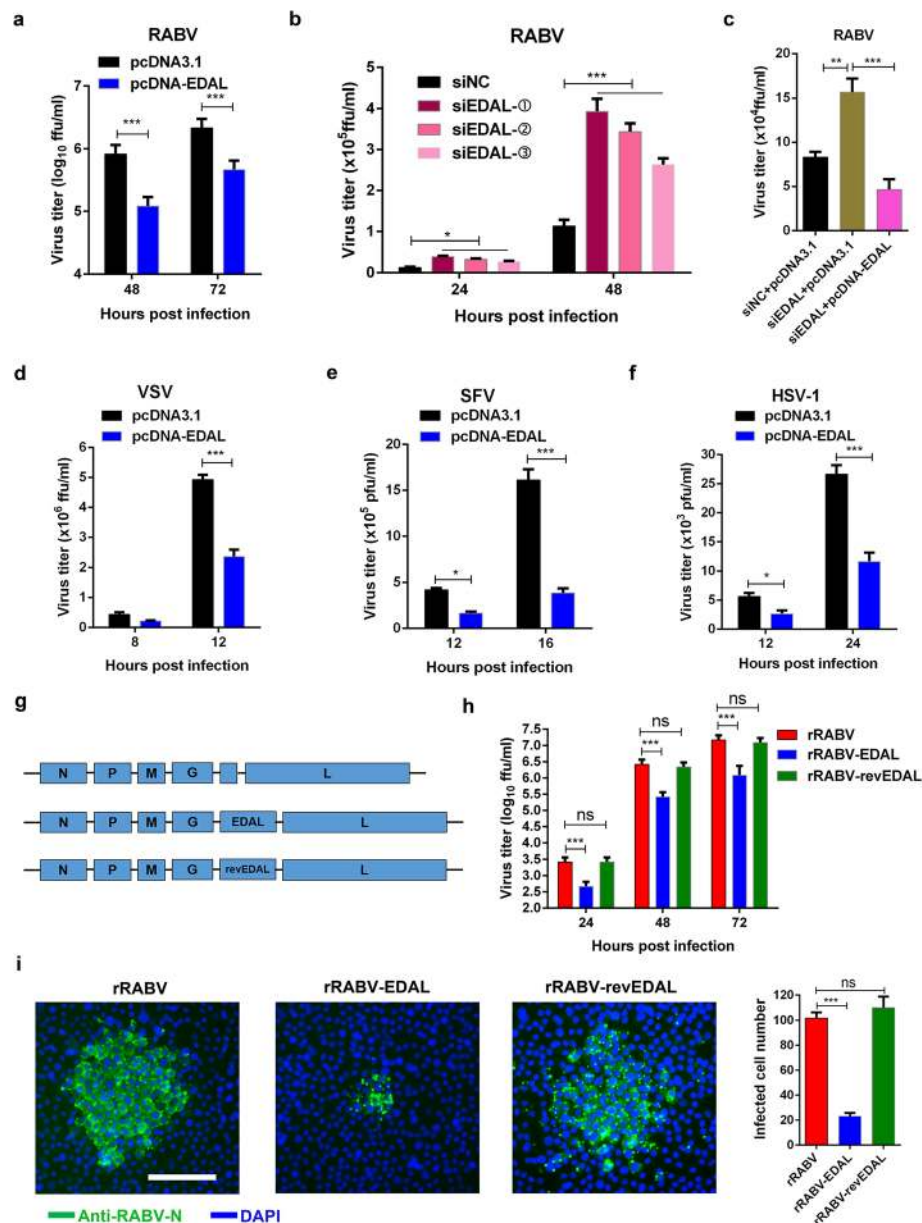 a
RABV
pcDNA3.1
pcDNA-EDAL
Virus titer (log10 ffu/ml)
6
5
4
***
***
48
72
Hours post infection
b
RABV
siNC
siEDAL-①
siEDAL-②
siEDAL-③
Virus titer (x10^5ffu/ml)
5
4
3
2
1
0
*
***
24
48
Hours post infection
c
RABV
Virus titer (x10^4ffu/ml)
20
15
10
5
0
**
***
siNC+pcDNA3.1
siEDAL+pcDNA3.1
siEDAL+pcDNA-EDAL
d
VSV
pcDNA3.1
pcDNA-EDAL
Virus titer (x10^6 ffu/ml)
6
5
4
3
2
1
0
***
8
12
Hours post infection
e
SFV
pcDNA3.1
pcDNA-EDAL
Virus titer (x10^5 pfu/ml)
20
15
10
5
0
*
***
12
16
Hours post infection
f
HSV-1
pcDNA3.1
pcDNA-EDAL
Virus titer (x10^3 pfu/ml)
30
25
20
15
10
5
0
*
***
12
24
Hours post infection
g
N P M G L
N P M G EDAL L
N P M G revEDAL L
h
rRABV
rRABV-EDAL
rRABV-revEDAL
Virus titer (log10 ffu/ml)
7.5
7.0
6.5
6.0
5.5
5.0
4.5
4.0
3.5
3.0
2.5
2.0
ns
***
ns
***
ns
***
24
48
72
Hours post infection
i
rRABV
rRABV-EDAL
rRABV-revEDAL
Anti-RABV-N
DAPI
Infected cell number
120
100
80
60
40
20
0
ns
***
rRABV
rRABV-EDAL
rRABV-revEDAL